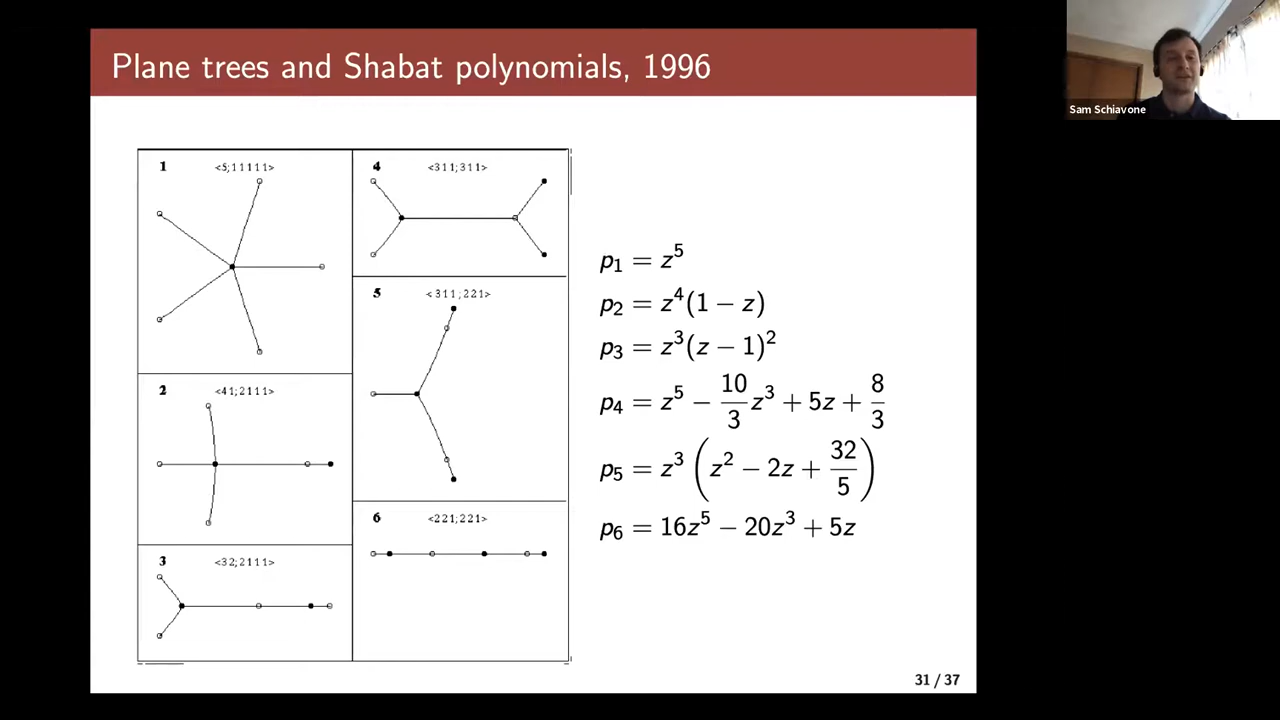 Plane trees and Shabat polynomials, 1996
Sam Schiavone
1 <5;11111>
2 <41;2111>
3 <32;2111>
4 <311;311>
5 <311;221>
6 <221;221>
p₁ = z⁵
p₂ = z⁴(1 − z)
p₃ = z³(z − 1)²
p₄ = z⁵ − 10/3 z³ + 5z + 8/3
p₅ = z³ (z² − 2z + 32/5)
p₆ = 16z⁵ − 20z³ + 5z
31 / 37